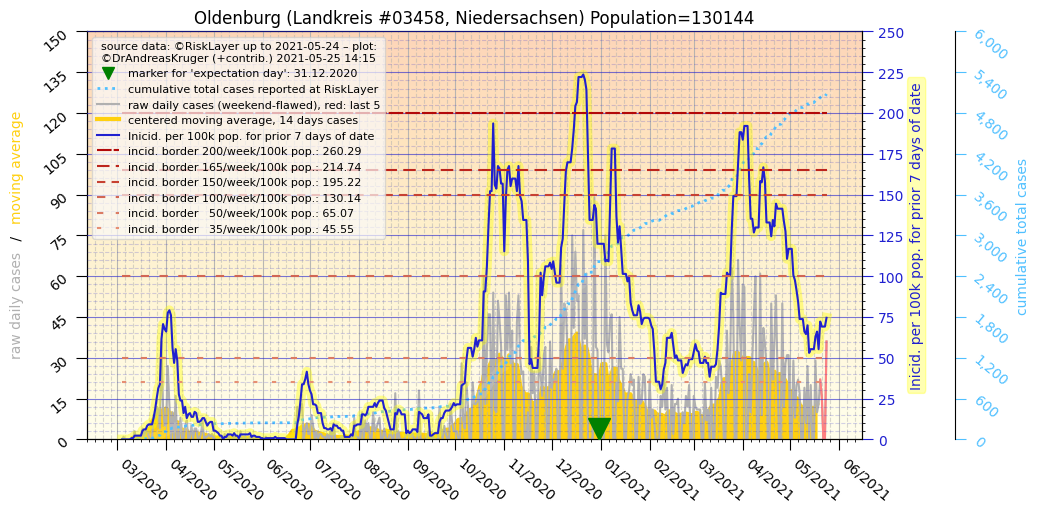 Oldenburg (Landkreis #03458, Niedersachsen) Population=130144
source data: ©RiskLayer up to 2021-05-24 – plot:
©DrAndreasKruger (+contrib.) 2021-05-25 14:15
marker for 'expectation day': 31.12.2020
cumulative total cases reported at RiskLayer
raw daily cases (weekend-flawed), red: last 5
centered moving average, 14 days cases
Inicid. per 100k pop. for prior 7 days of date
incid. border 200/week/100k pop.: 260.29
incid. border 165/week/100k pop.: 214.74
incid. border 150/week/100k pop.: 195.22
incid. border 100/week/100k pop.: 130.14
incid. border 50/week/100k pop.: 65.07
incid. border 35/week/100k pop.: 45.55
raw daily cases / moving average
150
135
120
105
90
75
60
45
30
15
0
03/2020
04/2020
05/2020
06/2020
07/2020
08/2020
09/2020
10/2020
11/2020
12/2020
01/2021
02/2021
03/2021
04/2021
05/2021
06/2021
250
225
200
175
150
125
100
75
50
25
0
Inicid. per 100k pop. for prior 7 days of date
6,000
5,400
4,800
4,200
3,600
3,000
2,400
1,800
1,200
600
0
cumulative total cases